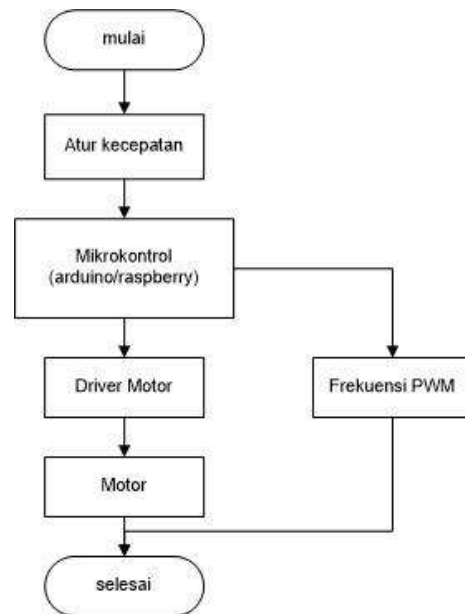 mulai
Atur kecepatan
Mikrokontrol
(arduino/raspberry)
Driver Motor
Frekuensi PWM
Motor
selesai